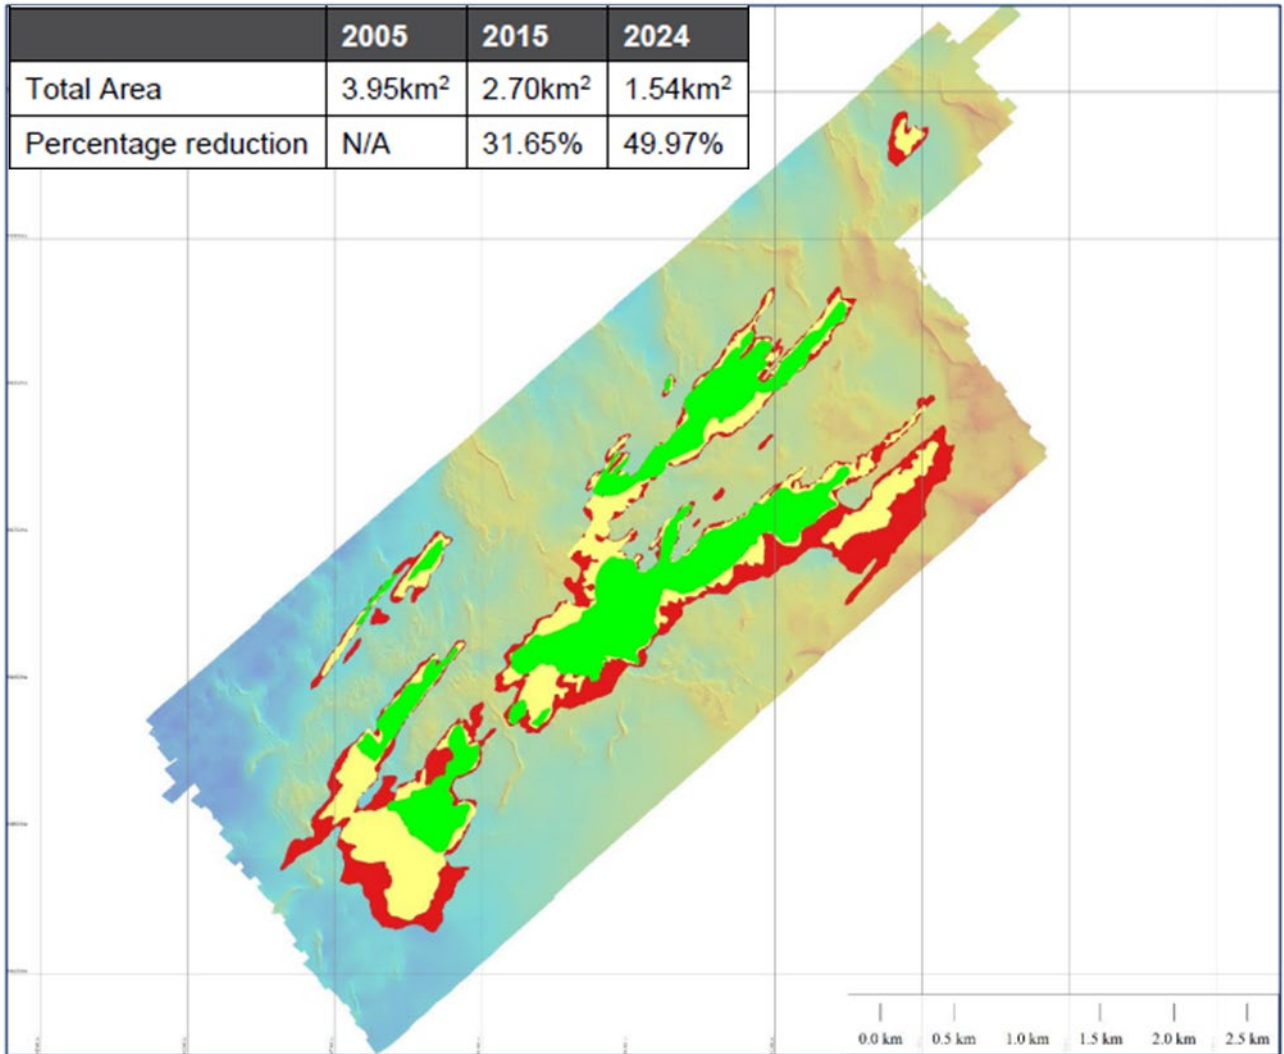 2005 2015 2024
Total Area 3.95km² 2.70km² 1.54km²
Percentage reduction N/A 31.65% 49.97%
0.0 km 0.5 km 1.0 km 1.5 km 2.0 km 2.5 km